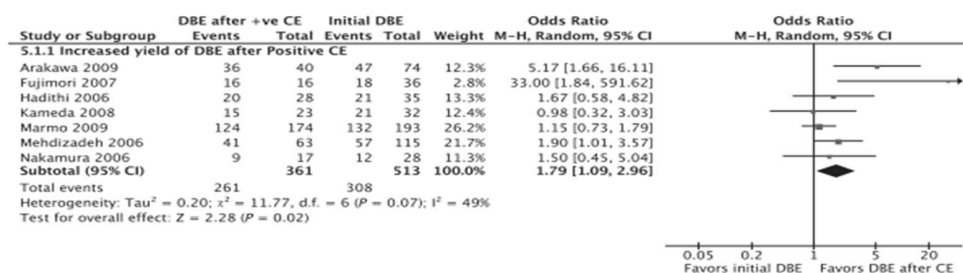 DBE after +ve CE Initial DBE Odds Ratio Odds Ratio
Study or Subgroup Events Total Events Total Weight M-H, Random, 95% CI M-H, Random, 95% CI
5.1.1 Increased yield of DBE after Positive CE
Arakawa 2009 36 40 47 74 12.3% 5.17 [1.66, 16.11]
Fujimori 2007 16 16 18 36 2.8% 33.00 [1.84, 591.62]
Hadithi 2006 20 28 21 35 13.3% 1.67 [0.58, 4.82]
Kameda 2008 15 23 21 32 12.4% 0.98 [0.32, 3.03]
Marmo 2009 124 174 132 193 26.2% 1.15 [0.73, 1.79]
Mehdizadeh 2006 41 63 57 115 21.7% 1.90 [1.01, 3.57]
Nakamura 2006 9 17 12 28 11.3% 1.50 [0.45, 5.04]
Subtotal (95% CI) 361 513 100.0% 1.79 [1.09, 2.96]
Total events 261 308
Heterogeneity: Tau² = 0.20; χ² = 11.77, d.f. = 6 (P = 0.07); I² = 49%
Test for overall effect: Z = 2.28 (P = 0.02)
0.05 0.2 1 5 20
Favors initial DBE Favors DBE after CE